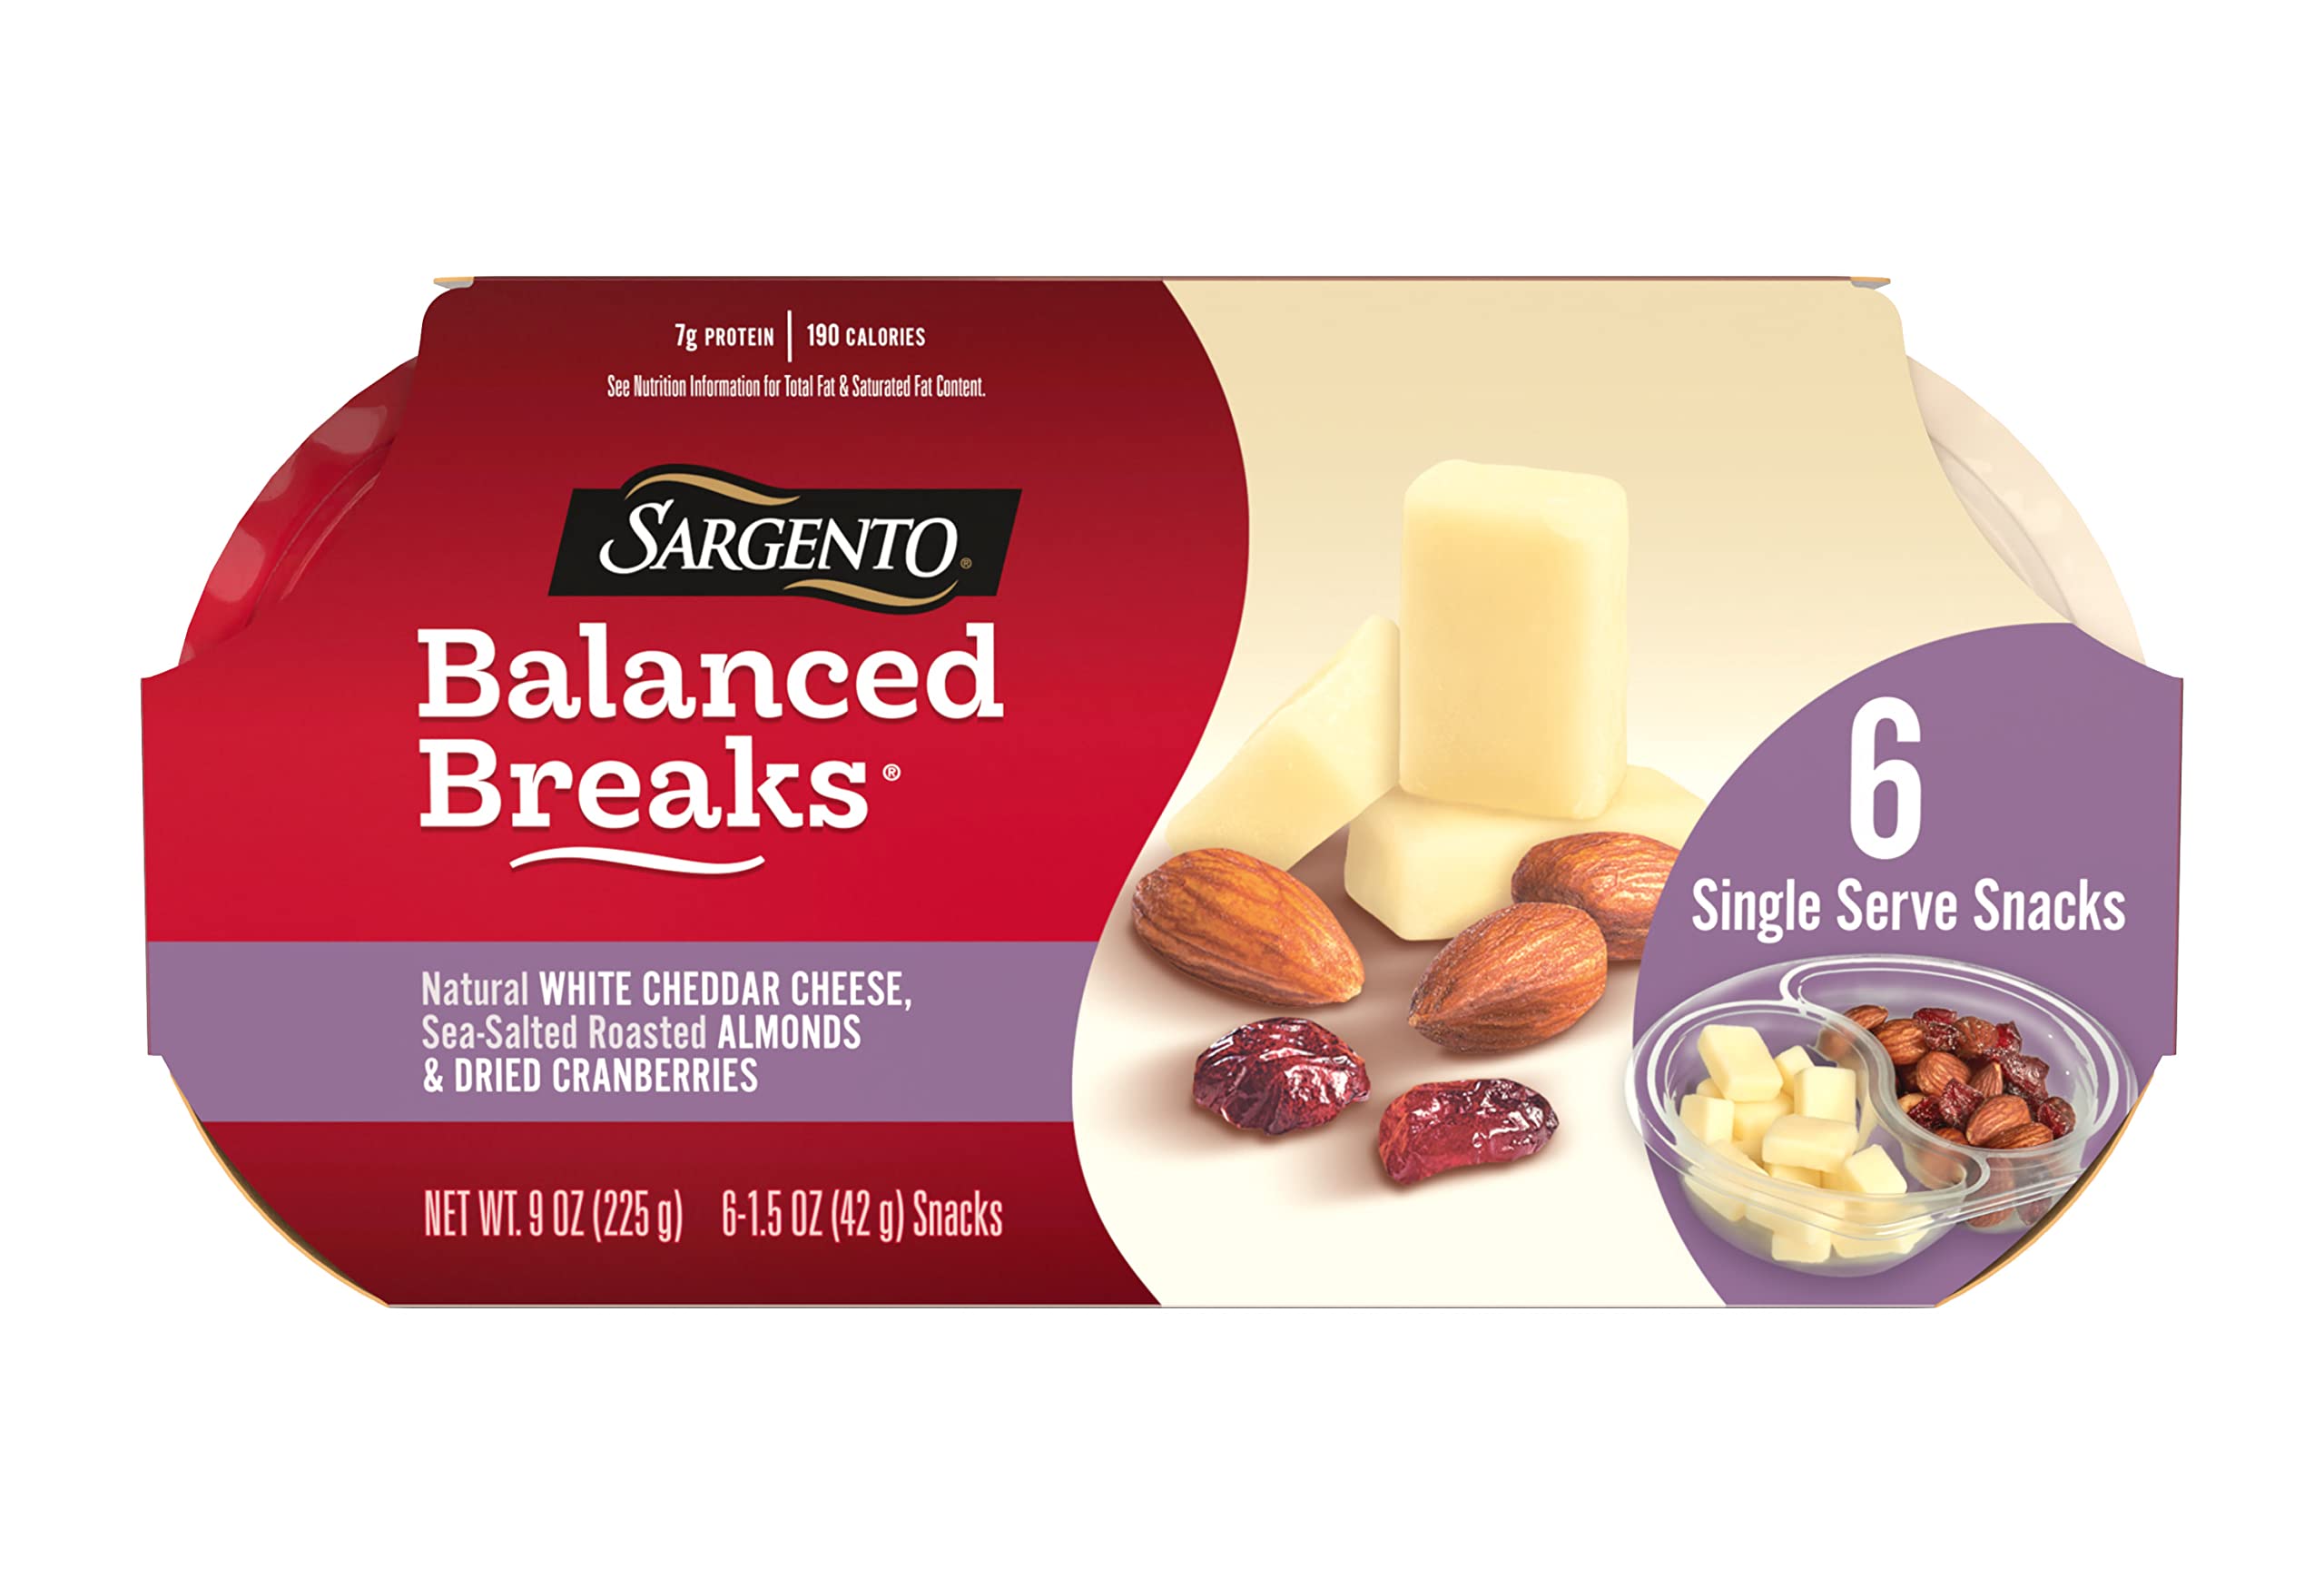 7g PROTEIN | 190 CALORIES
See Nutrition Information for Total Fat & Saturated Fat Content.
SARGENTO®
Balanced
Breaks®
Natural WHITE CHEDDAR CHEESE,
Sea-Salted Roasted ALMONDS
& DRIED CRANBERRIES
NET WT. 9 OZ (225 g) 6-1.5 OZ (42 g) Snacks
6
Single Serve Snacks